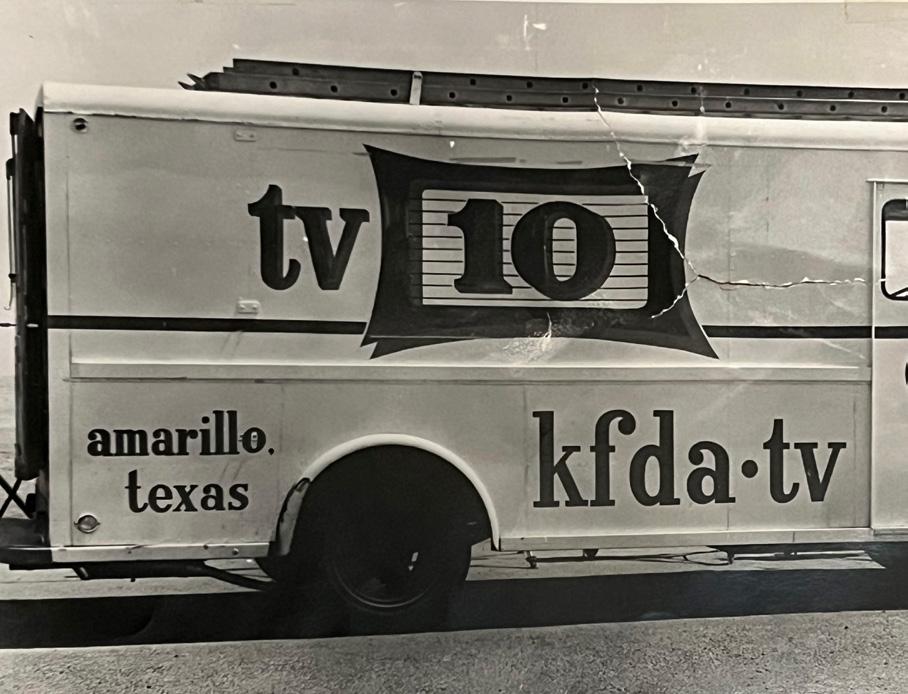 tv 10
amarillo,
texas
kfda·tv